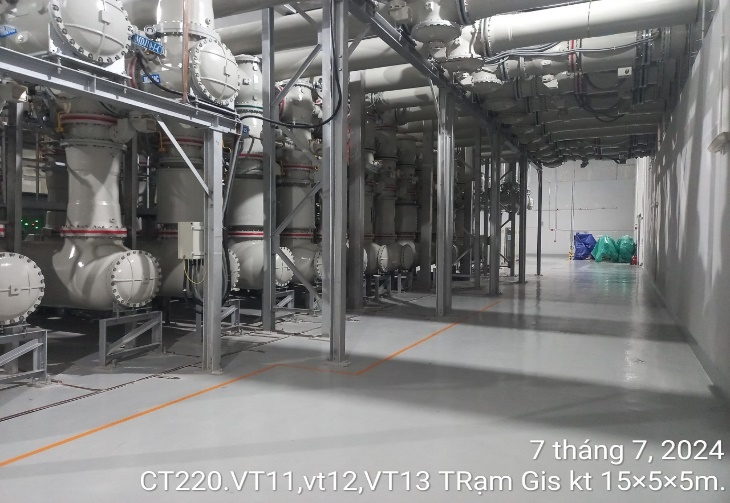 7 tháng 7, 2024
CT220.VT11,vt12,VT13 TRạm Gis kt 15×5×5m.